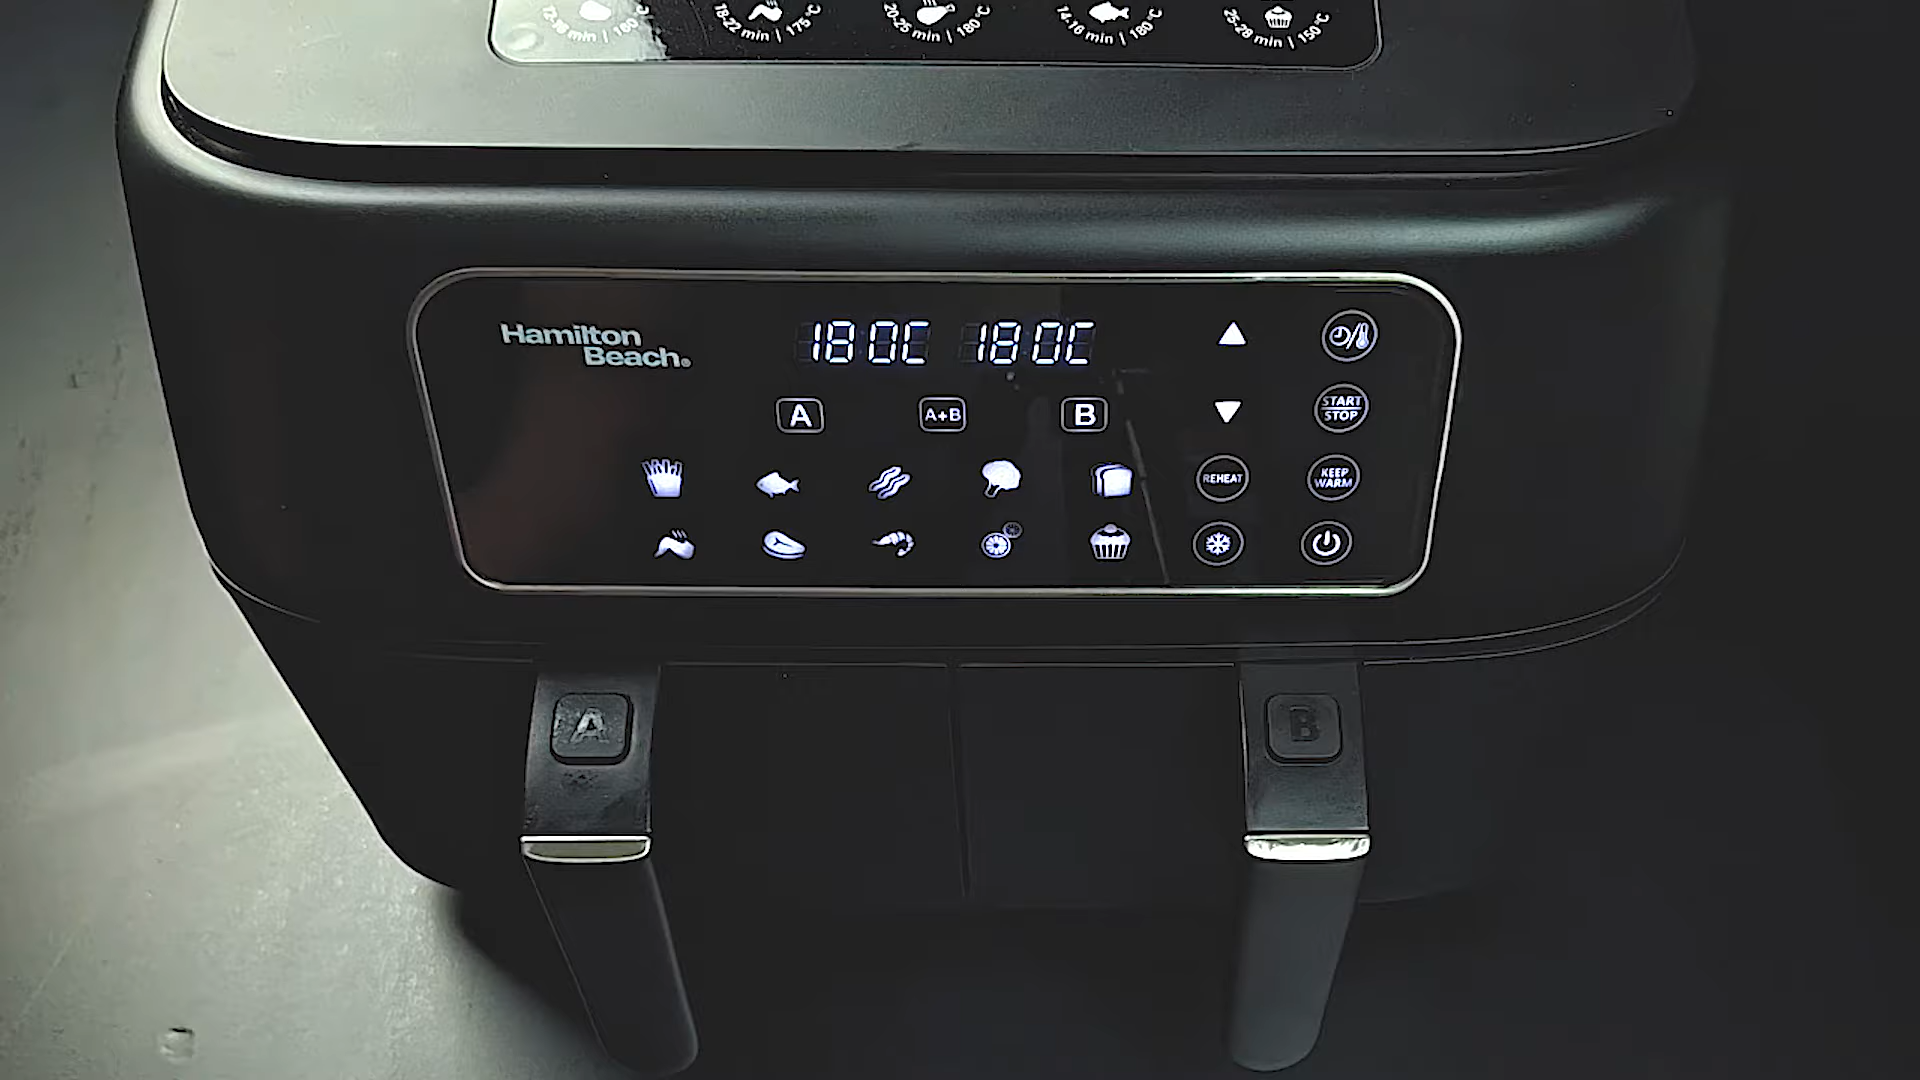 12-18 min | 180°C
18-22 min | 175°C
20-25 min | 180°C
14-16 min | 180°C
25-28 min | 150°C
Hamilton
Beach®
180C 180C
A
A+B
B
START
STOP
REHEAT
KEEP
WARM
A
B